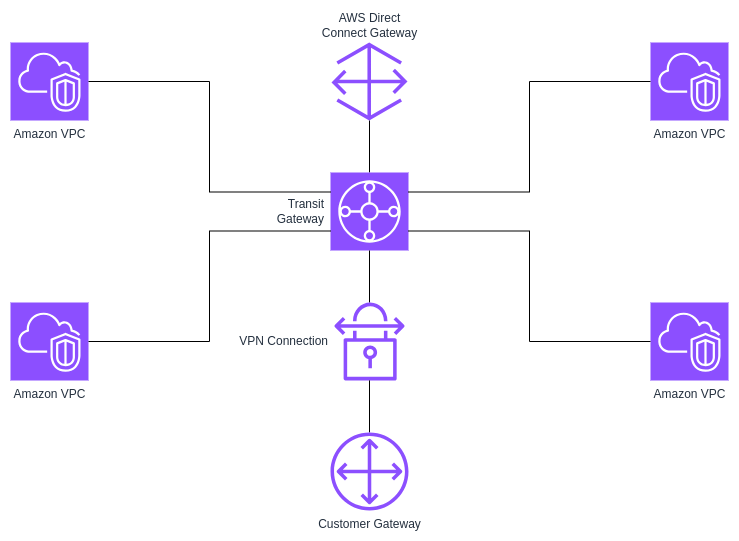 AWS Direct
Connect Gateway
Amazon VPC
Amazon VPC
Transit
Gateway
VPN Connection
Amazon VPC
Amazon VPC
Customer Gateway